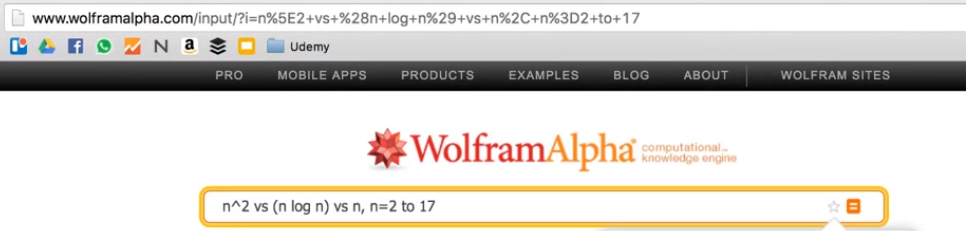 www.wolframalpha.com/input/?i=n%5E2+vs+%28n+log+n%29+vs+n%2C+n%3D2+to+17
Udemy
PRO MOBILE APPS PRODUCTS EXAMPLES BLOG ABOUT WOLFRAM SITES
WolframAlpha computational...
knowledge engine
n^2 vs (n log n) vs n, n=2 to 17